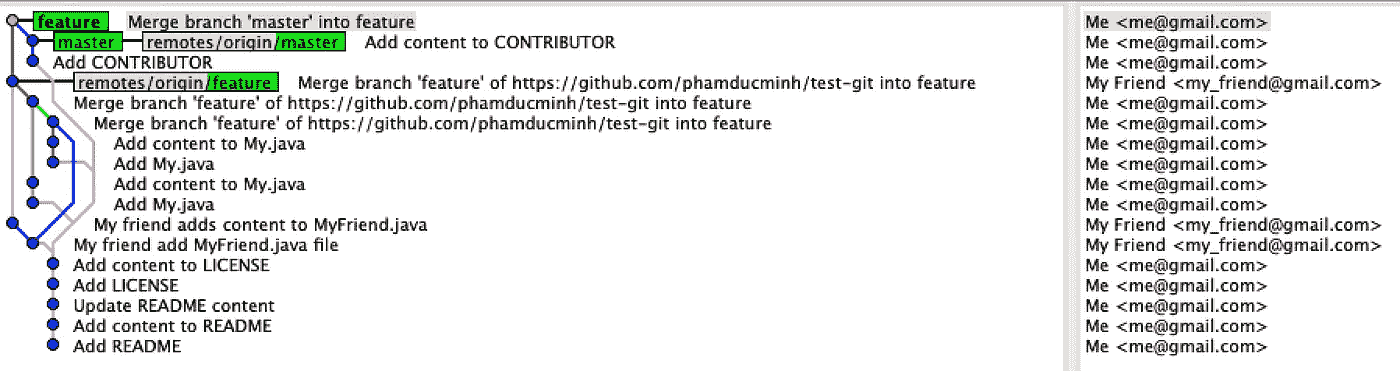 feature Merge branch 'master' into feature Me <me@gmail.com>
master remotes/origin/master Add content to CONTRIBUTOR Me <me@gmail.com>
Add CONTRIBUTOR Me <me@gmail.com>
remotes/origin/feature Merge branch 'feature' of https://github.com/phamducminh/test-git into feature My Friend <my_friend@gmail.com>
Merge branch 'feature' of https://github.com/phamducminh/test-git into feature Me <me@gmail.com>
Merge branch 'feature' of https://github.com/phamducminh/test-git into feature Me <me@gmail.com>
Add content to My.java Me <me@gmail.com>
Add My.java Me <me@gmail.com>
Add content to My.java Me <me@gmail.com>
Add My.java Me <me@gmail.com>
My friend adds content to MyFriend.java My Friend <my_friend@gmail.com>
My friend add MyFriend.java file My Friend <my_friend@gmail.com>
Add content to LICENSE Me <me@gmail.com>
Add LICENSE Me <me@gmail.com>
Update README content Me <me@gmail.com>
Add content to README Me <me@gmail.com>
Add README Me <me@gmail.com>